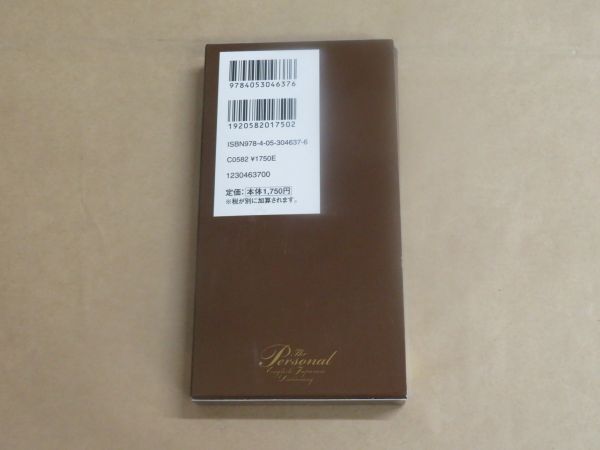 9784053046376
1920582017502
ISBN978-4-05-304637-6
C0582 ¥1750E
1230463700
定価：本体1,750円
※税が別に加算されます。
The
Personal
English-Japanese
Dictionary